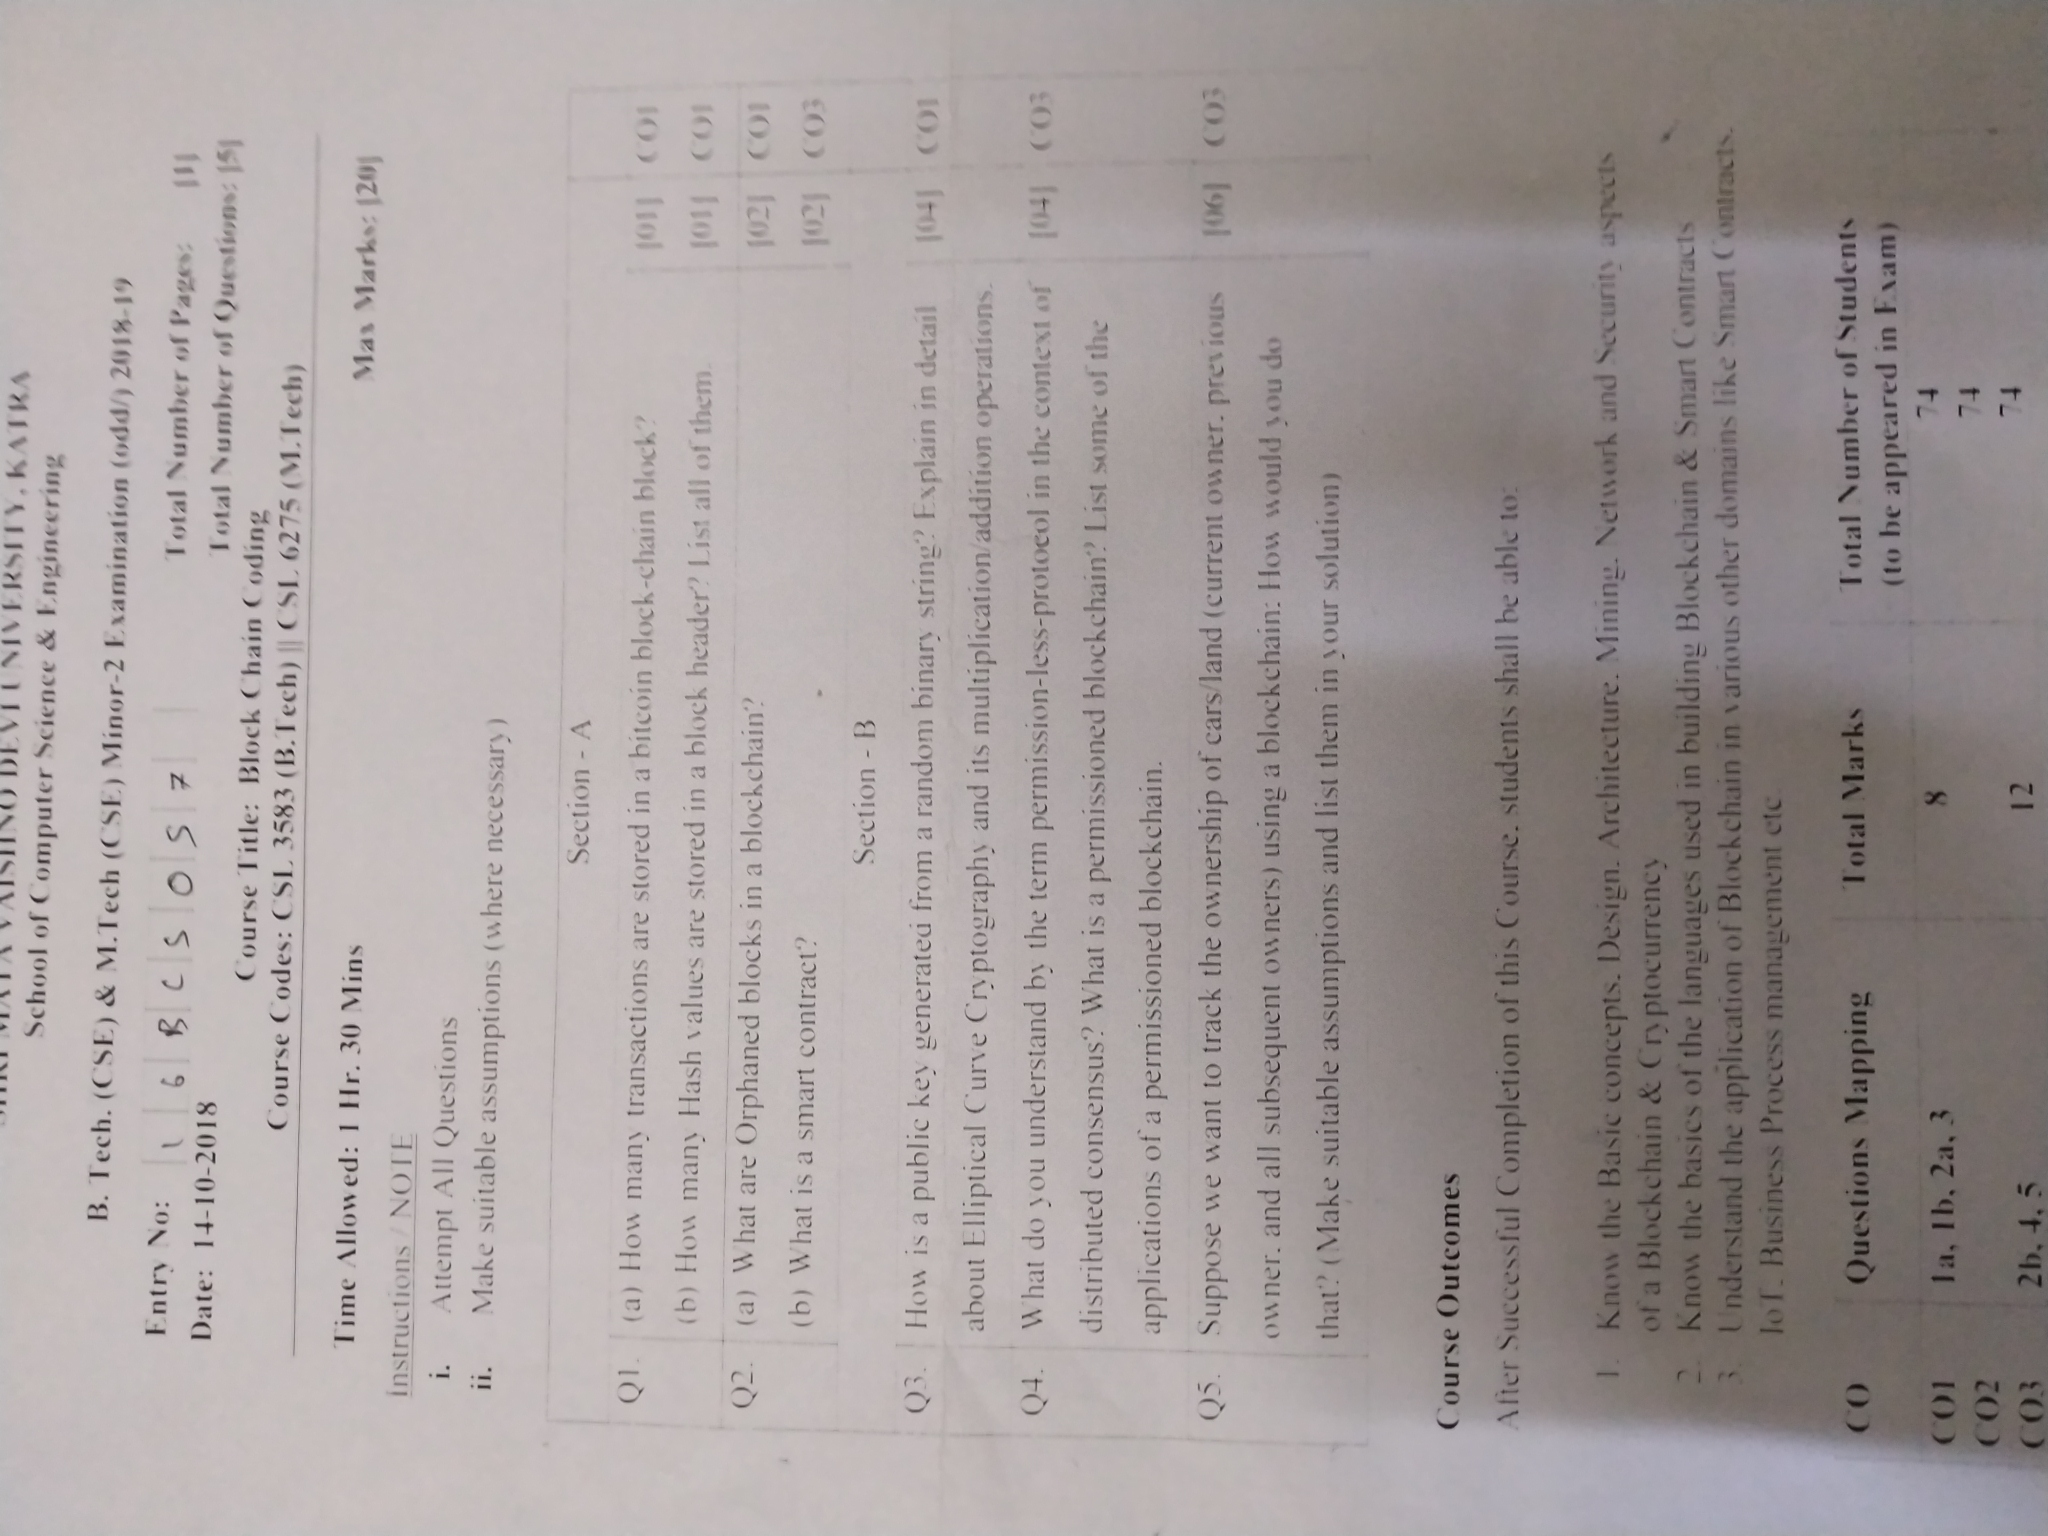 SHRI MATA VAISHNO DEVI UNIVERSITY, KATRA
School of Computer Science & Engineering
B. Tech. (CSE) & M.Tech (CSE) Minor-2 Examination (odd/) 2018-19
Entry No: 16BCS057
Total Number of Pages: [1]
Date: 14-10-2018
Total Number of Questions: [5]
Course Title: Block Chain Coding
Course Codes: CSL 3583 (B.Tech) || CSL 6275 (M.Tech)
Time Allowed: 1 Hr. 30 Mins
Max Marks: [20]
Instructions / NOTE
i. Attempt All Questions
ii. Make suitable assumptions (where necessary)
Section - A
Q1. (a) How many transactions are stored in a bitcoin block-chain block? [01] CO1
(b) How many Hash values are stored in a block header? List all of them. [01] CO1
Q2. (a) What are Orphaned blocks in a blockchain? [02] CO1
(b) What is a smart contract? [02] CO3
Section - B
Q3. How is a public key generated from a random binary string? Explain in detail [04] CO1
about Elliptical Curve Cryptography and its multiplication/addition operations.
Q4. What do you understand by the term permission-less-protocol in the context of [04] CO3
distributed consensus? What is a permissioned blockchain? List some of the
applications of a permissioned blockchain.
Q5. Suppose we want to track the ownership of cars/land (current owner, previous [06] CO3
owner, and all subsequent owners) using a blockchain: How would you do
that? (Make suitable assumptions and list them in your solution)
Course Outcomes
After Successful Completion of this Course, students shall be able to:
1. Know the Basic concepts, Design, Architecture, Mining, Network and Security aspects
of a Blockchain & Cryptocurrency
2. Know the basics of the languages used in building Blockchain & Smart Contracts
3. Understand the application of Blockchain in various other domains like Smart Contracts,
IoT, Business Process management etc.
CO Questions Mapping Total Marks Total Number of Students
(to be appeared in Exam)
CO1 1a, 1b, 2a, 3 8 74
CO2 74
CO3 2b, 4, 5 12 74